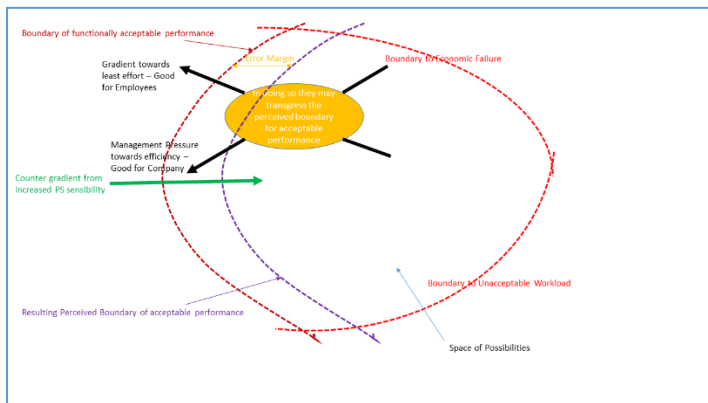 Boundary of functionally acceptable performance
Error Margin
Boundary to Economic Failure
Gradient towards
least effort – Good
for Employees
In doing so they may
transgress the
perceived boundary
for acceptable
performance
Management Pressure
towards efficiency –
Good for Company
Counter gradient from
Increased PS sensibility
Boundary to Unacceptable Workload
Resulting Perceived Boundary of acceptable performance
Space of Possibilities